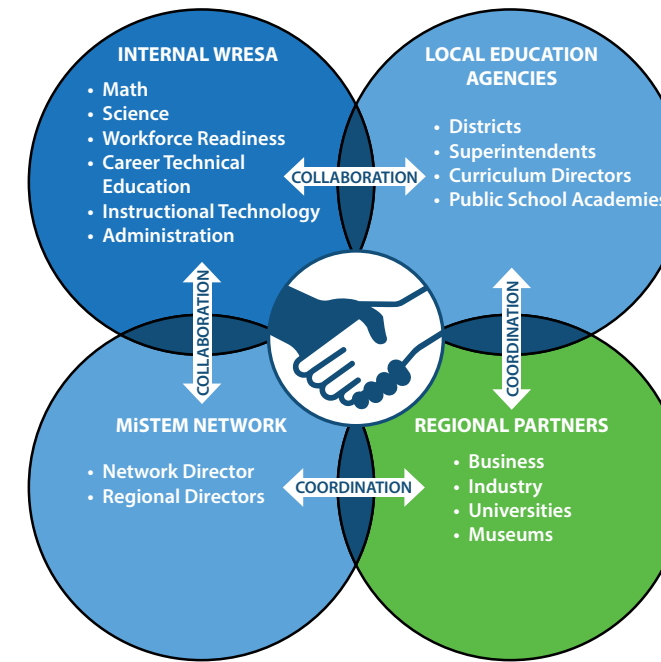 INTERNAL WRESA
• Math
• Science
• Workforce Readiness
• Career Technical
Education
• Instructional Technology
• Administration
LOCAL EDUCATION
AGENCIES
• Districts
• Superintendents
• Curriculum Directors
• Public School Academies
COLLABORATION
COLLABORATION
COORDINATION
MiSTEM NETWORK
• Network Director
• Regional Directors
COORDINATION
REGIONAL PARTNERS
• Business
• Industry
• Universities
• Museums